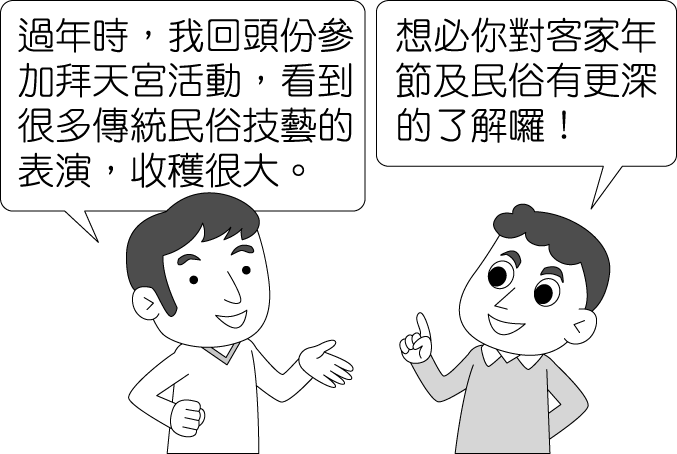 過年時，我回頭份參
加拜天宮活動，看到
很多傳統民俗技藝的
表演，收穫很大。
想必你對客家年
節及民俗有更深
的了解囉！